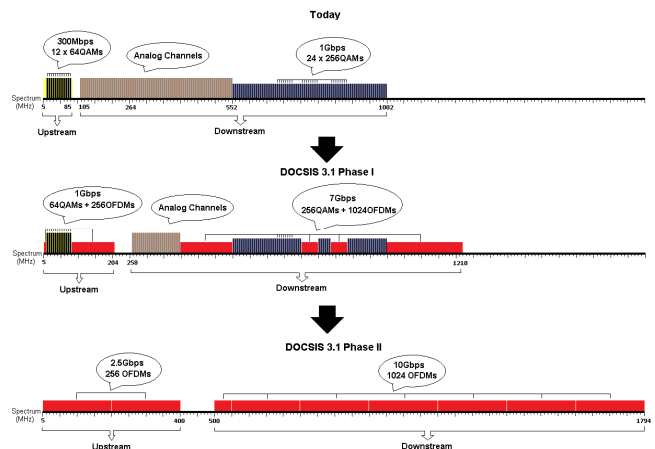 Today
300Mbps
12 x 64QAMs
Analog Channels
1Gbps
24 x 256QAMs
Spectrum
(MHz)
5 85 105 264 552 1002
Upstream Downstream
DOCSIS 3.1 Phase I
1Gbps
64QAMs + 256OFDMs
Analog Channels
7Gbps
256QAMs + 1024OFDMs
Spectrum
(MHz)
5 204 258 1218
Upstream Downstream
DOCSIS 3.1 Phase II
2.5Gbps
256 OFDMs
10Gbps
1024 OFDMs
Spectrum
(MHz)
5 400 500 1794
Upstream Downstream